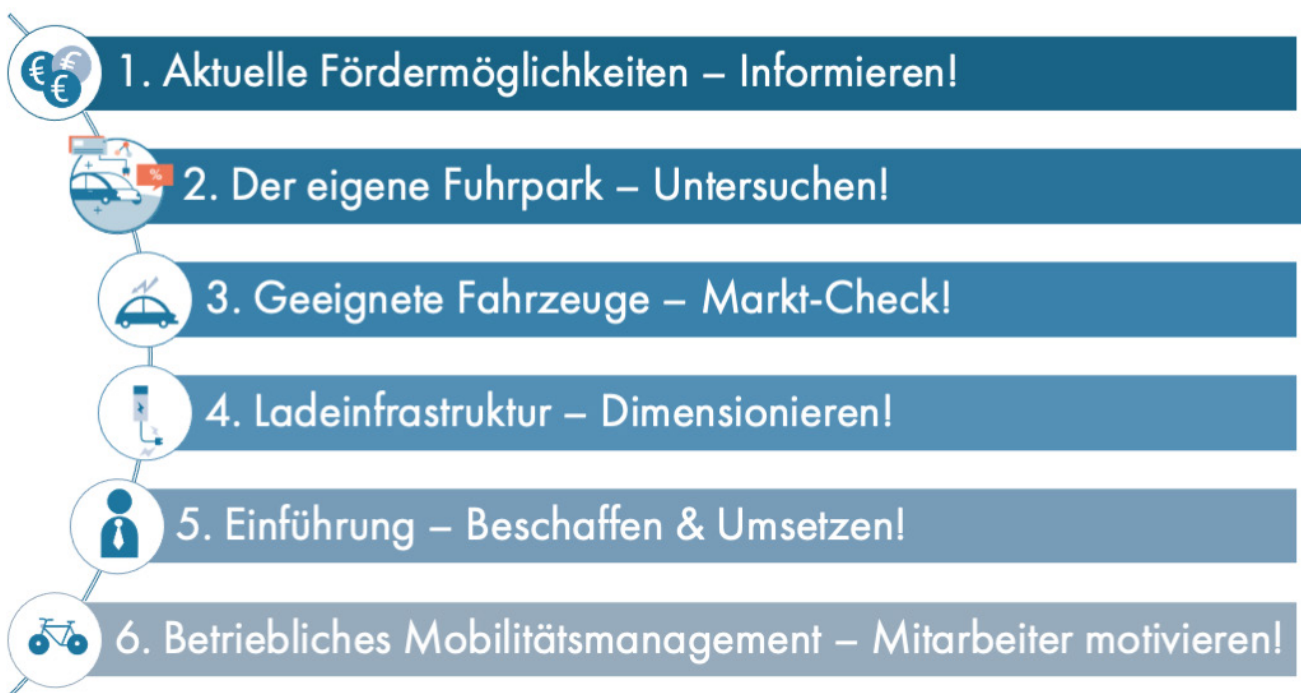 € € €
1. Aktuelle Fördermöglichkeiten – Informieren!
%
2. Der eigene Fuhrpark – Untersuchen!
3. Geeignete Fahrzeuge – Markt-Check!
4. Ladeinfrastruktur – Dimensionieren!
5. Einführung – Beschaffen & Umsetzen!
6. Betriebliches Mobilitätsmanagement – Mitarbeiter motivieren!